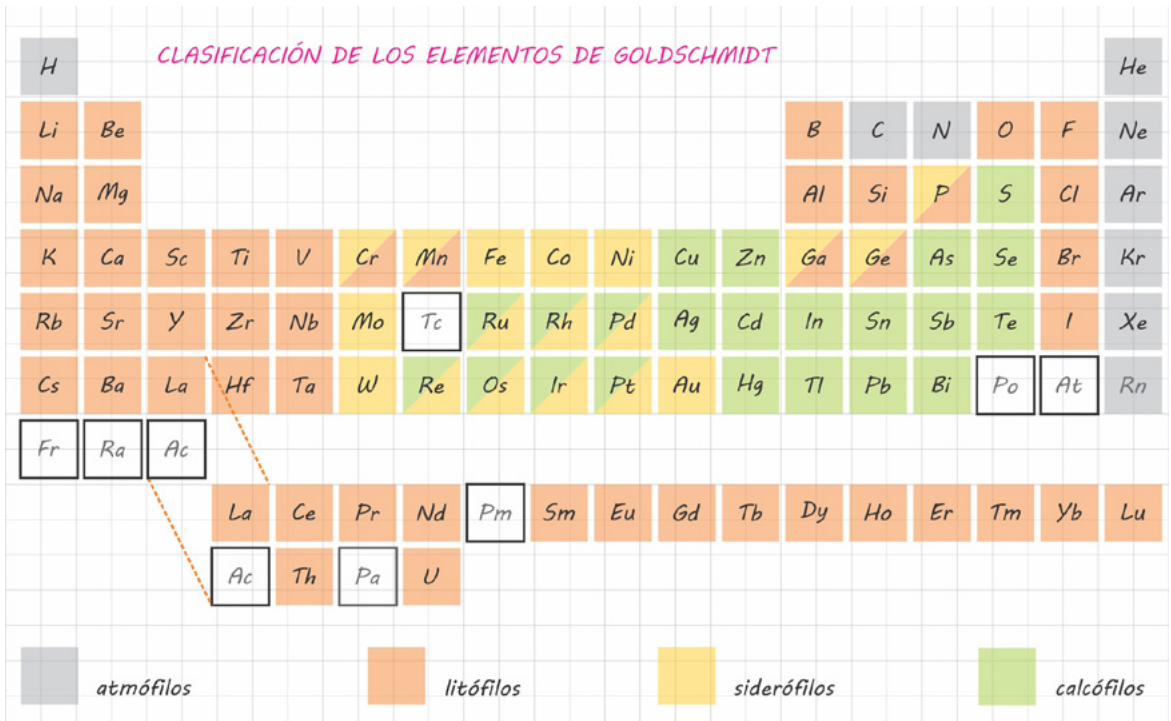 CLASIFICACIÓN DE LOS ELEMENTOS DE GOLDSCHMIDT
H He
Li Be B C N O F Ne
Na Mg Al Si P S Cl Ar
K Ca Sc Ti V Cr Mn Fe Co Ni Cu Zn Ga Ge As Se Br Kr
Rb Sr Y Zr Nb Mo Tc Ru Rh Pd Ag Cd In Sn Sb Te I Xe
Cs Ba La Hf Ta W Re Os Ir Pt Au Hg Tl Pb Bi Po At Rn
Fr Ra Ac
La Ce Pr Nd Pm Sm Eu Gd Tb Dy Ho Er Tm Yb Lu
Ac Th Pa U
atmófilos litófilos siderófilos calcófilos